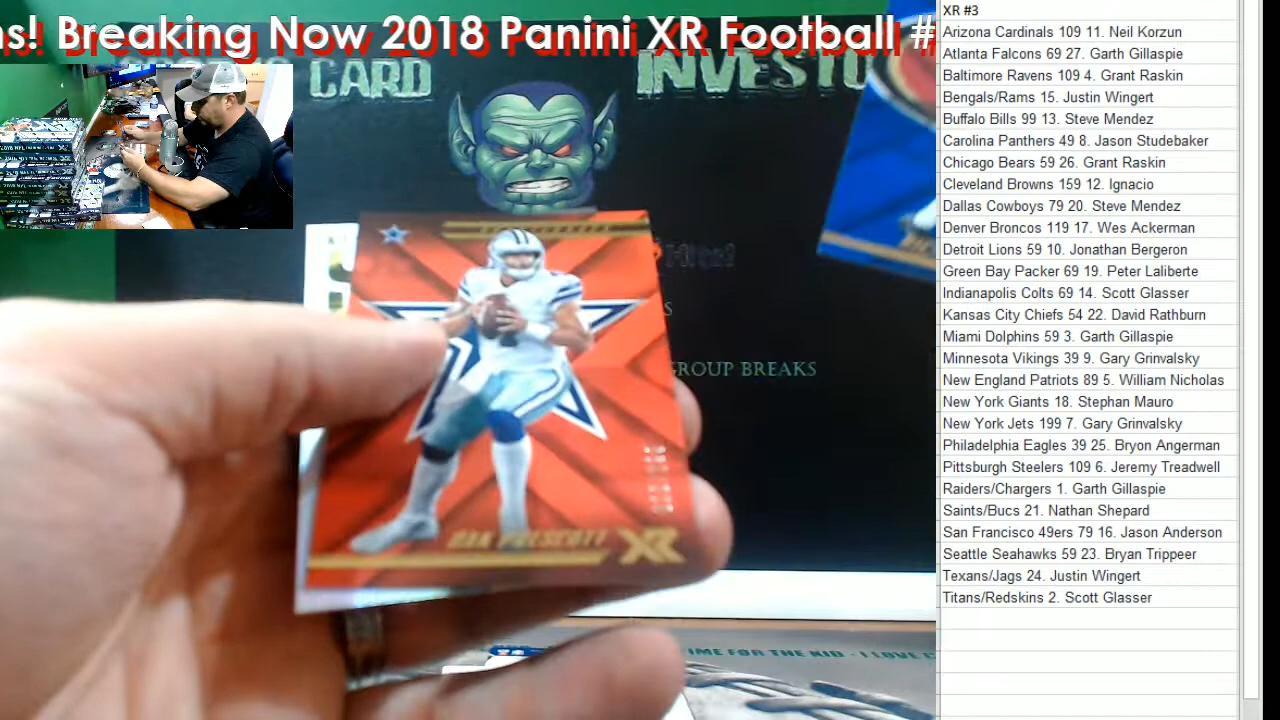 ns! Breaking Now 2018 Panini XR Football #
CARD INVESTO
GROUP BREAKS
DAK PRESCOTT XR
IME FOR THE KID - I LOVE
XR #3
Arizona Cardinals 109 11. Neil Korzun
Atlanta Falcons 69 27. Garth Gillaspie
Baltimore Ravens 109 4. Grant Raskin
Bengals/Rams 15. Justin Wingert
Buffalo Bills 99 13. Steve Mendez
Carolina Panthers 49 8. Jason Studebaker
Chicago Bears 59 26. Grant Raskin
Cleveland Browns 159 12. Ignacio
Dallas Cowboys 79 20. Steve Mendez
Denver Broncos 119 17. Wes Ackerman
Detroit Lions 59 10. Jonathan Bergeron
Green Bay Packer 69 19. Peter Laliberte
Indianapolis Colts 69 14. Scott Glasser
Kansas City Chiefs 54 22. David Rathburn
Miami Dolphins 59 3. Garth Gillaspie
Minnesota Vikings 39 9. Gary Grinvalsky
New England Patriots 89 5. William Nicholas
New York Giants 18. Stephan Mauro
New York Jets 199 7. Gary Grinvalsky
Philadelphia Eagles 39 25. Bryon Angerman
Pittsburgh Steelers 109 6. Jeremy Treadwell
Raiders/Chargers 1. Garth Gillaspie
Saints/Bucs 21. Nathan Shepard
San Francisco 49ers 79 16. Jason Anderson
Seattle Seahawks 59 23. Bryan Trippeer
Texans/Jags 24. Justin Wingert
Titans/Redskins 2. Scott Glasser